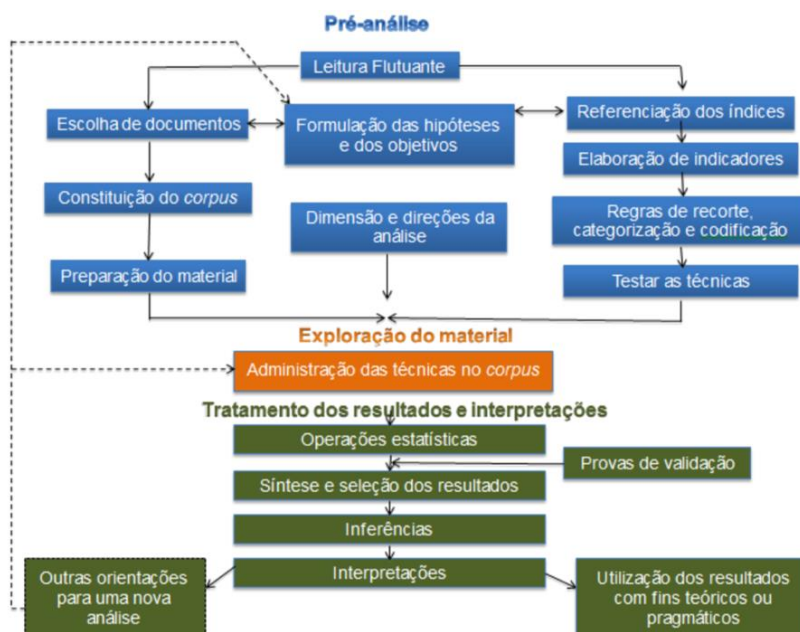 Pré-análise
Leitura Flutuante
Escolha de documentos
Formulação das hipóteses
e dos objetivos
Referenciação dos índices
Elaboração de indicadores
Constituição do corpus
Dimensão e direções da
análise
Regras de recorte,
categorização e codificação
Preparação do material
Testar as técnicas
Exploração do material
Administração das técnicas no corpus
Tratamento dos resultados e interpretações
Operações estatísticas
Provas de validação
Síntese e seleção dos resultados
Inferências
Interpretações
Outras orientações
para uma nova
análise
Utilização dos resultados
com fins teóricos ou
pragmáticos